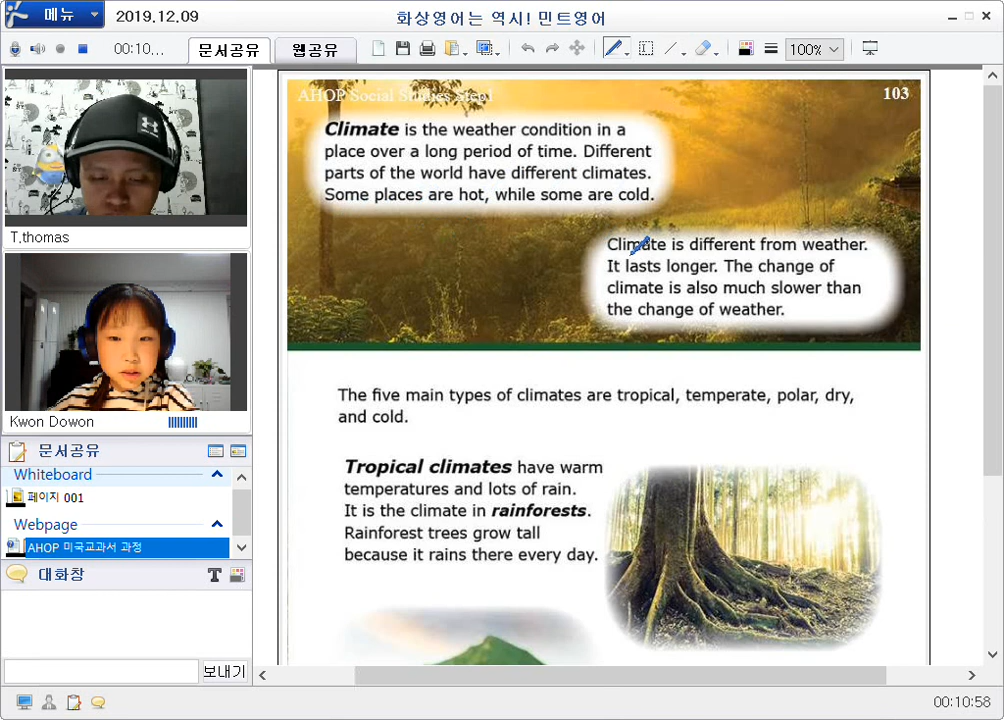 메뉴
2019.12.09
화상영어는 역시! 민트영어
00:10...
문서공유
웹공유
100%
T.thomas
Kwon Dowon
문서공유
Whiteboard
페이지 001
Webpage
AHOP 미국교과서 과정
대화창
T
보내기
AHOP Social Studies Step1
103
Climate is the weather condition in a
place over a long period of time. Different
parts of the world have different climates.
Some places are hot, while some are cold.
Climate is different from weather.
It lasts longer. The change of
climate is also much slower than
the change of weather.
The five main types of climates are tropical, temperate, polar, dry,
and cold.
Tropical climates have warm
temperatures and lots of rain.
It is the climate in rainforests.
Rainforest trees grow tall
because it rains there every day.
00:10:58